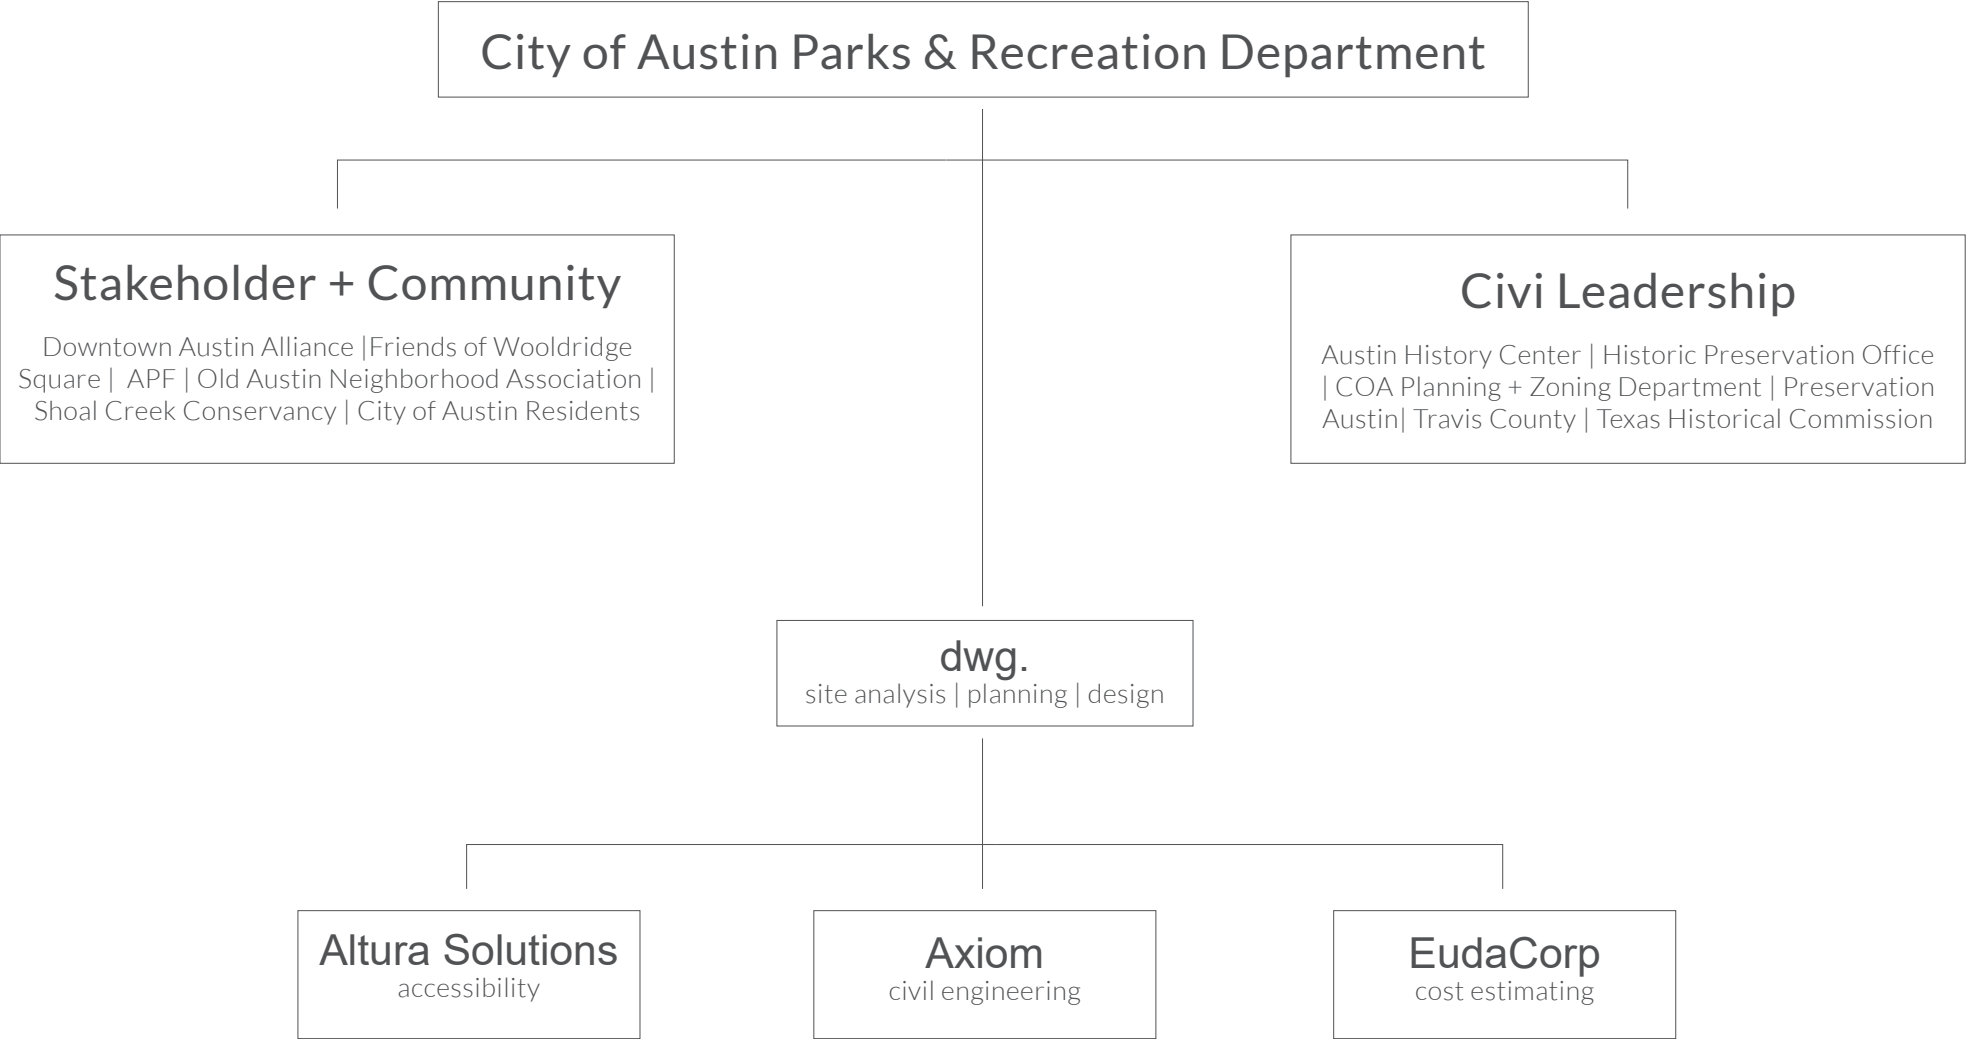 City of Austin Parks & Recreation Department
Stakeholder + Community
Downtown Austin Alliance |Friends of Wooldridge
Square | APF | Old Austin Neighborhood Association |
Shoal Creek Conservancy | City of Austin Residents
Civi Leadership
Austin History Center | Historic Preservation Office
| COA Planning + Zoning Department | Preservation
Austin| Travis County | Texas Historical Commission
dwg.
site analysis | planning | design
Altura Solutions
accessibility
Axiom
civil engineering
EudaCorp
cost estimating